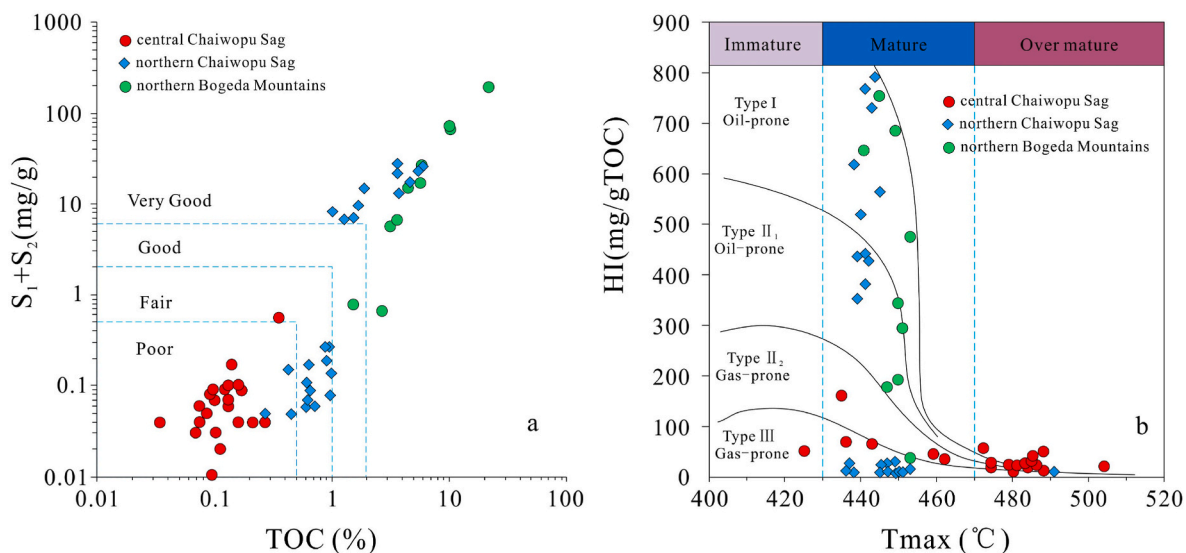 1000
100
10
1
0.1
0.01
S₁+S₂(mg/g)
central Chaiwopu Sag
northern Chaiwopu Sag
northern Bogeda Mountains
Very Good
Good
Fair
Poor
a
0.01
0.1
1
10
100
TOC (%)
900
800
700
600
500
400
300
200
100
0
HI(mg/gTOC)
Immature
Mature
Over mature
central Chaiwopu Sag
northern Chaiwopu Sag
northern Bogeda Mountains
Type I
Oil-prone
Type II₁
Oil-prone
Type II₂
Gas-prone
Type III
Gas-prone
b
400
420
440
460
480
500
520
Tmax (℃)